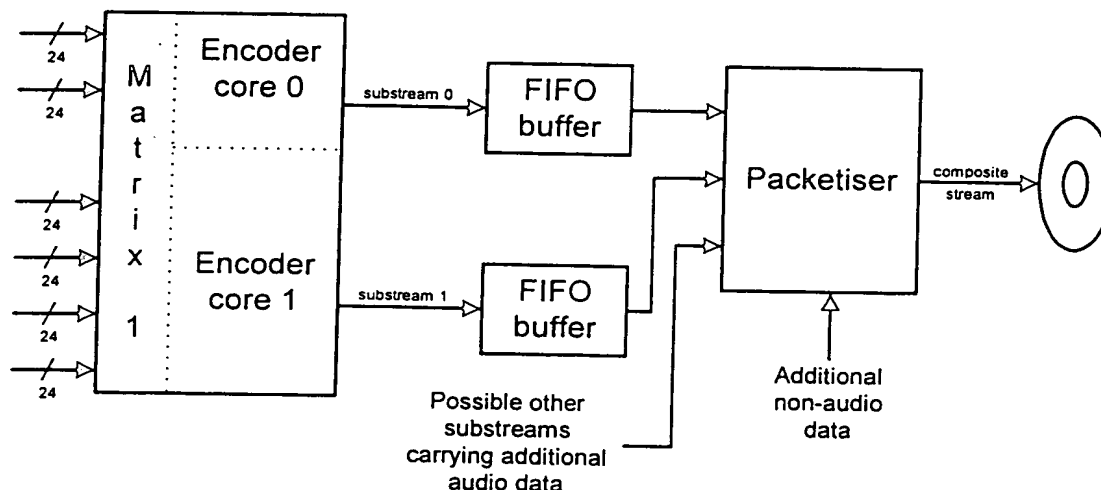 24
24
24
24
24
24
Matrix 1
Encoder
core 0
Encoder
core 1
substream 0
substream 1
FIFO
buffer
FIFO
buffer
Possible other
substreams
carrying additional
audio data
Packetiser
Additional
non-audio
data
composite
stream